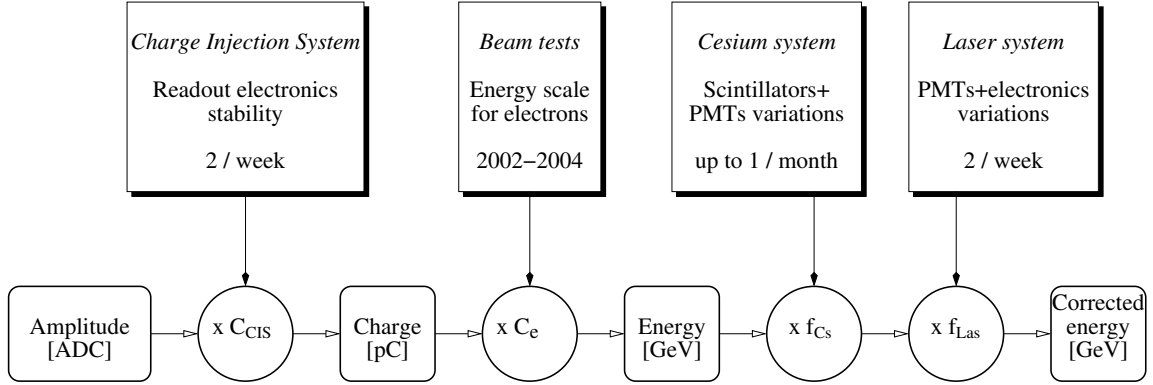 Charge Injection System
Readout electronics
stability
2 / week
Beam tests
Energy scale
for electrons
2002−2004
Cesium system
Scintillators+
PMTs variations
up to 1 / month
Laser system
PMTs+electronics
variations
2 / week
Amplitude
[ADC]
x C_CIS
Charge
[pC]
x C_e
Energy
[GeV]
x f_Cs
x f_Las
Corrected
energy
[GeV]